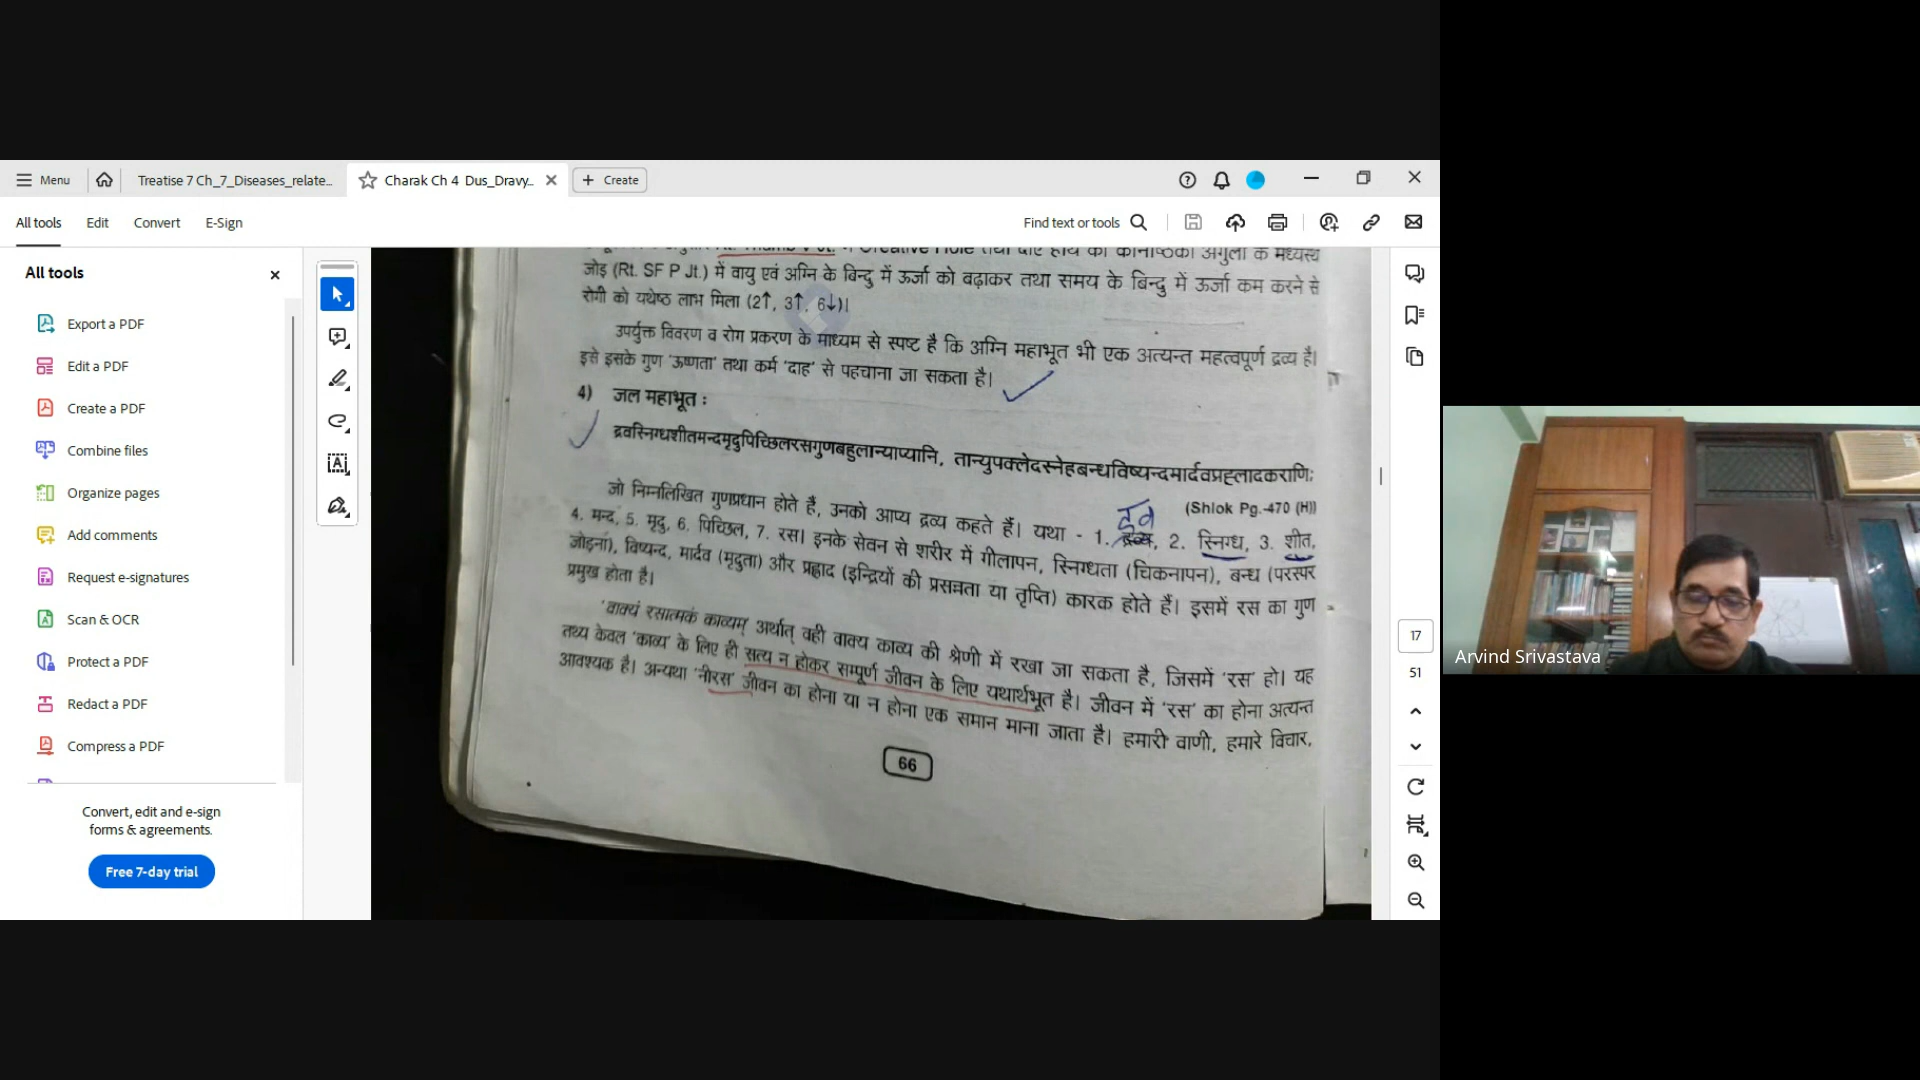 Menu
Treatise 7 Ch_7_Diseases_relate...
Charak Ch 4 Dus_Dravy...
Create
All tools
Edit
Convert
E-Sign
Find text or tools
All tools
Export a PDF
Edit a PDF
Create a PDF
Combine files
Organize pages
Add comments
Request e-signatures
Scan & OCR
Protect a PDF
Redact a PDF
Compress a PDF
Convert, edit and e-sign
forms & agreements.
Free 7-day trial
जोड़ (Rt. SF P Jt.) में वायु एवं अग्नि के बिन्दु में ऊर्जा को बढ़ाकर तथा समय के बिन्दु में ऊर्जा कम करने से
रोगी को यथेष्ठ लाभ मिला (2↑, 3↑, 6↓)।
उपर्युक्त विवरण व रोग प्रकरण के माध्यम से स्पष्ट है कि अग्नि महाभूत भी एक अत्यन्त महत्वपूर्ण द्रव्य है।
इसे इसके गुण 'ऊष्णता' तथा कर्म 'दाह' से पहचाना जा सकता है।
4) जल महाभूत :
द्रवस्निग्धशीतमन्दमृदुपिच्छिलरसगुणबहुलान्याप्यानि, तान्युपक्लेदस्नेहबन्धविष्यन्दमार्दवप्रह्लादकराणि;
(Shlok Pg.-470 (H))
जो निम्नलिखित गुणप्रधान होते हैं, उनको आप्य द्रव्य कहते हैं। यथा - 1. द्रव, 2. स्निग्ध, 3. शीत,
4. मन्द, 5. मृदु, 6. पिच्छिल, 7. रस। इनके सेवन से शरीर में गीलापन, स्निग्धता (चिकनापन), बन्ध (परस्पर
जोड़ना), विष्यन्द, मार्दव (मृदुता) और प्रह्लाद (इन्द्रियों की प्रसन्नता या तृप्ति) कारक होते हैं। इसमें रस का गुण
प्रमुख होता है।
'वाक्यं रसात्मकं काव्यम्' अर्थात् वही वाक्य काव्य की श्रेणी में रखा जा सकता है, जिसमें 'रस' हो। यह
तथ्य केवल 'काव्य' के लिए ही सत्य न होकर सम्पूर्ण जीवन के लिए यथार्थभूत है। जीवन में 'रस' का होना अत्यन्त
आवश्यक है। अन्यथा 'नीरस' जीवन का होना या न होना एक समान माना जाता है। हमारी वाणी, हमारे विचार,
66
17
51
Arvind Srivastava